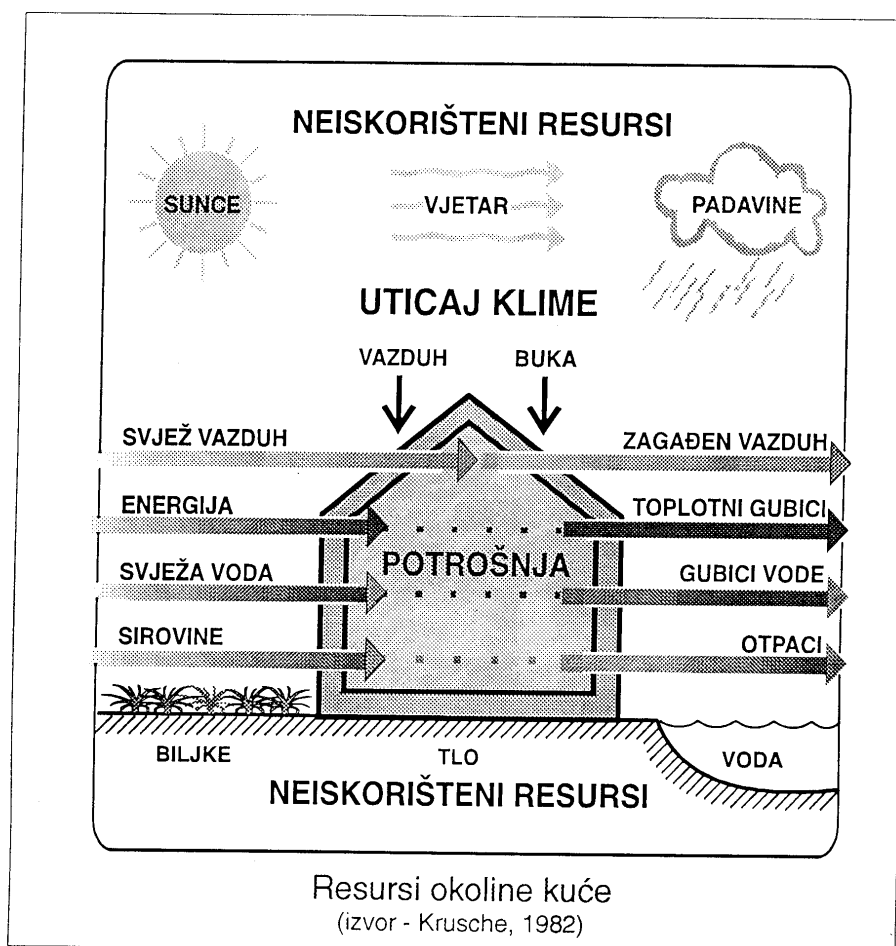 NEISKORIŠTENI RESURSI
SUNCE
VJETAR
PADAVINE
UTICAJ KLIME
VAZDUH
BUKA
SVJEŽ VAZDUH
ZAGAĐEN VAZDUH
ENERGIJA
TOPLOTNI GUBICI
POTROŠNJA
SVJEŽA VODA
GUBICI VODE
SIROVINE
OTPACI
BILJKE
TLO
VODA
NEISKORIŠTENI RESURSI
Resursi okoline kuće
(izvor - Krusche, 1982)